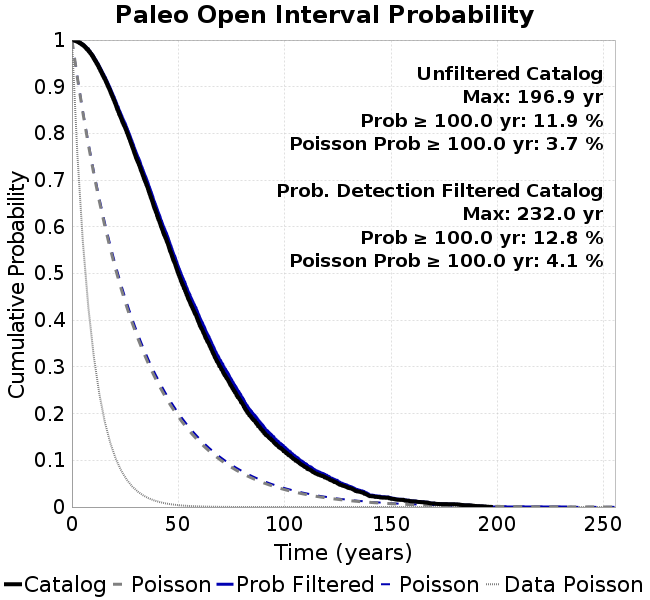 Paleo Open Interval Probability
Unfiltered Catalog
Max: 196.9 yr
Prob ≥ 100.0 yr: 11.9 %
Poisson Prob ≥ 100.0 yr: 3.7 %
Prob. Detection Filtered Catalog
Max: 232.0 yr
Prob ≥ 100.0 yr: 12.8 %
Poisson Prob ≥ 100.0 yr: 4.1 %
Cumulative Probability
1
0.9
0.8
0.7
0.6
0.5
0.4
0.3
0.2
0.1
0
0 50 100 150 200 250
Time (years)
Catalog Poisson Prob Filtered Poisson Data Poisson